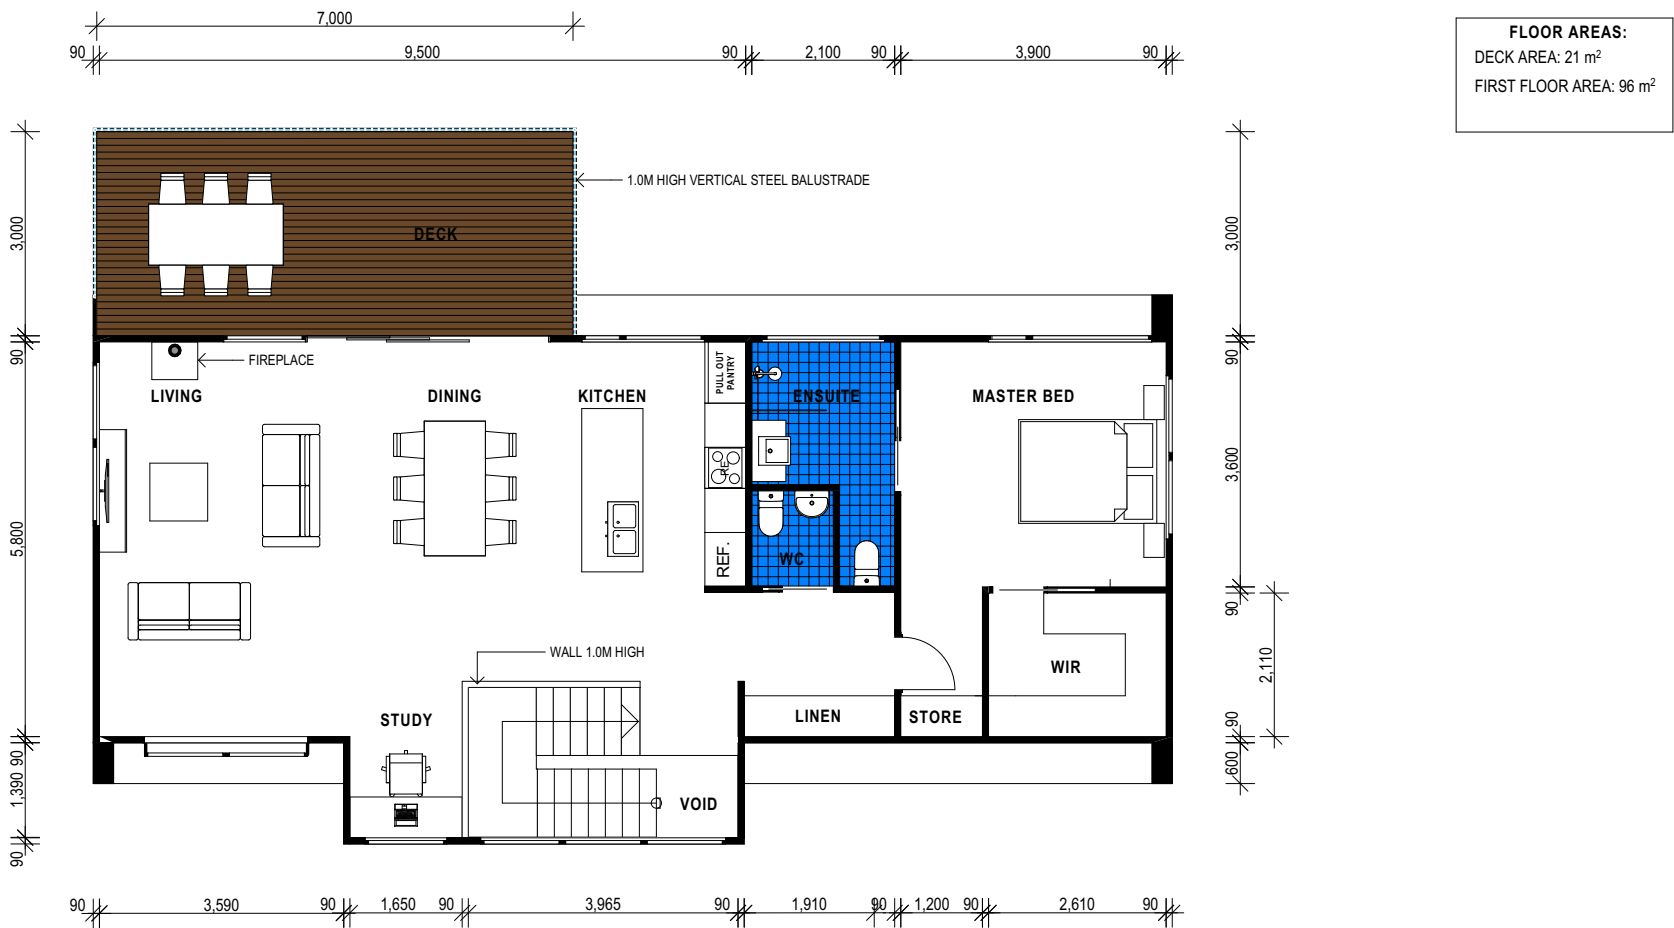 7,000
90 9,500 90 2,100 90 3,900 90
FLOOR AREAS:
DECK AREA: 21 m²
FIRST FLOOR AREA: 96 m²
1.0M HIGH VERTICAL STEEL BALUSTRADE
DECK
3,000
3,000
90
FIREPLACE
90
PULL OUT
PANTRY
LIVING
DINING
KITCHEN
ENSUITE
MASTER BED
RE
3,600
5,800
REF.
WC
90
WALL 1.0M HIGH
WIR
2,110
STUDY
LINEN
STORE
90
90
600
1,390
VOID
90
90 3,590 90 1,650 90 3,965 90 1,910 90 1,200 90 2,610 90